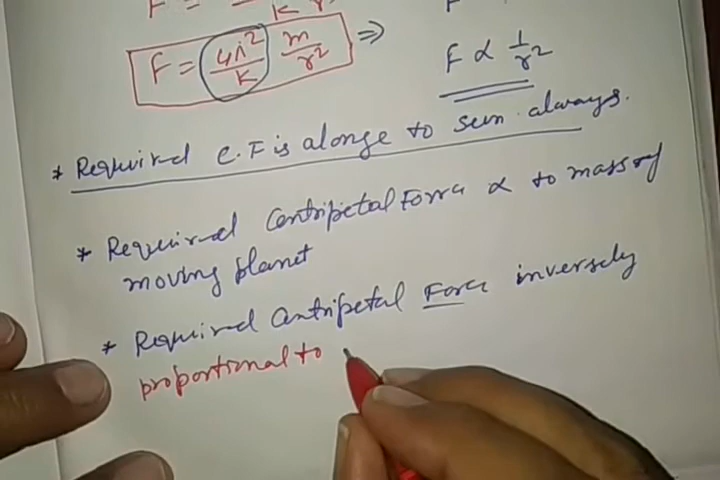 F =
F = 4π²/K m/r² ⇒
F ∝ 1/r²
* Required C.F is alonge to sun always.
* Required Centripetal Force ∝ to mass of
moving planet
* Required Centripetal Force inversely
proportional to